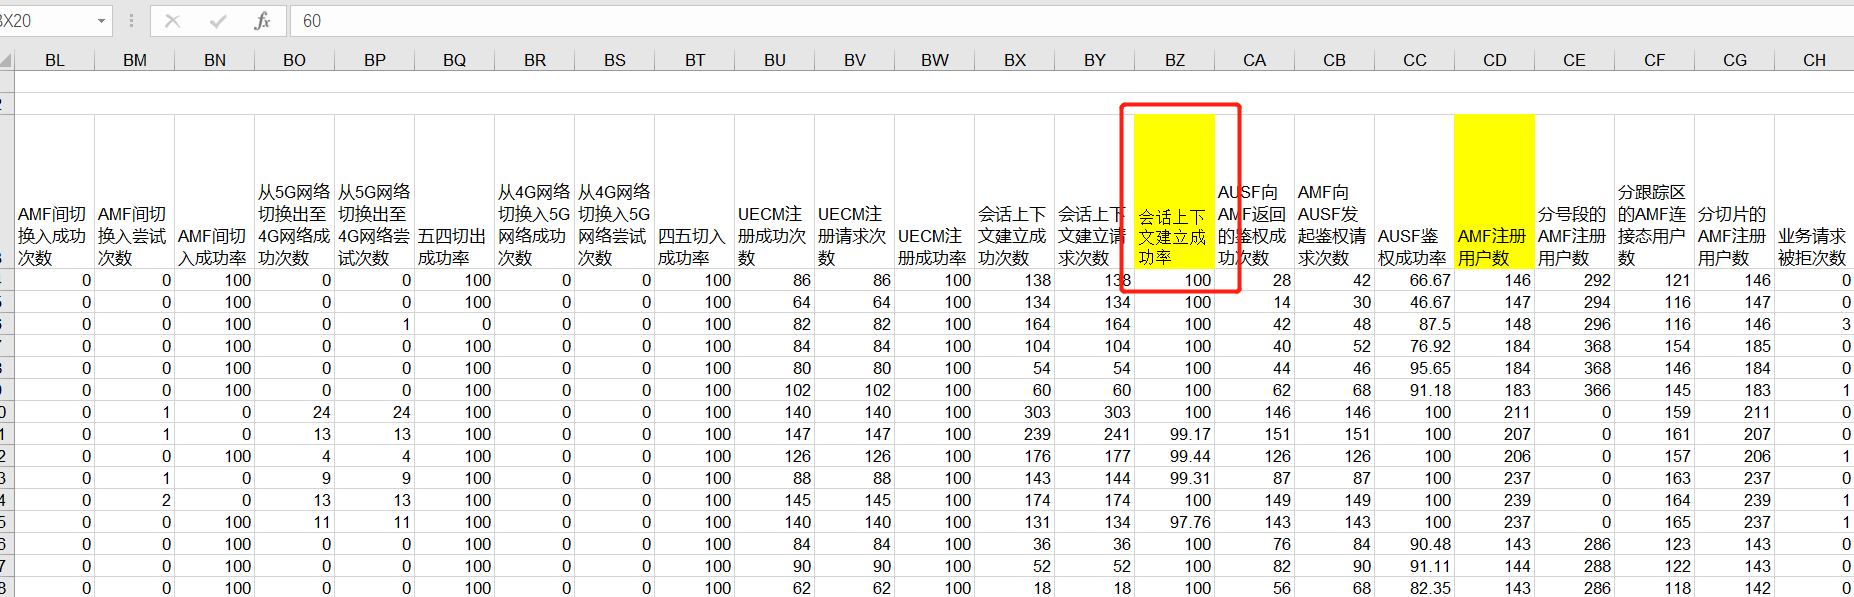 BX20 fx 60
BL BM BN BO BP BQ BR BS BT BU BV BW BX BY BZ CA CB CC CD CE CF CG CH
2
AMF间切换入成功次数 AMF间切换入尝试次数 AMF间切入成功率 从5G网络切换出至4G网络成功次数 从5G网络切换出至4G网络尝试次数 五四切出成功率 从4G网络切换入5G网络成功次数 从4G网络切换入5G网络尝试次数 四五切入成功率 UECM注册成功次数 UECM注册请求次数 UECM注册成功率 会话上下文建立成功次数 会话上下文建立请求次数 会话上下文建立成功率 AUSF向AMF返回的鉴权成功次数 AMF向AUSF发起鉴权请求次数 AUSF鉴权成功率 AMF注册用户数 分号段的AMF注册用户数 分跟踪区的AMF连接态用户数 分切片的AMF注册用户数 业务请求被拒次数
0 0 100 0 0 100 0 0 100 86 86 100 138 138 100 28 42 66.67 146 292 121 146 0
0 0 100 0 0 100 0 0 100 64 64 100 134 134 100 14 30 46.67 147 294 116 147 0
0 0 100 0 1 0 0 0 100 82 82 100 164 164 100 42 48 87.5 148 296 116 146 3
0 0 100 0 0 100 0 0 100 84 84 100 104 104 100 40 52 76.92 184 368 154 185 0
0 0 100 0 0 100 0 0 100 80 80 100 54 54 100 44 46 95.65 184 368 146 184 0
0 0 100 0 0 100 0 0 100 102 102 100 60 60 100 62 68 91.18 183 366 145 183 1
0 1 0 24 24 100 0 0 100 140 140 100 303 303 100 146 146 100 211 0 159 211 0
0 1 0 13 13 100 0 0 100 147 147 100 239 241 99.17 151 151 100 207 0 161 207 0
0 0 100 4 4 100 0 0 100 126 126 100 176 177 99.44 126 126 100 206 0 157 206 1
0 1 0 9 9 100 0 0 100 88 88 100 143 144 99.31 87 87 100 237 0 163 237 0
0 2 0 13 13 100 0 0 100 145 145 100 174 174 100 149 149 100 239 0 164 239 1
0 0 100 11 11 100 0 0 100 140 140 100 131 134 97.76 143 143 100 237 0 165 237 1
0 0 100 0 0 100 0 0 100 84 84 100 36 36 100 76 84 90.48 143 286 123 143 0
0 0 100 0 0 100 0 0 100 90 90 100 52 52 100 82 90 91.11 144 288 122 143 0
0 0 100 0 0 100 0 0 100 62 62 100 18 18 100 56 68 82.35 143 286 118 142 0